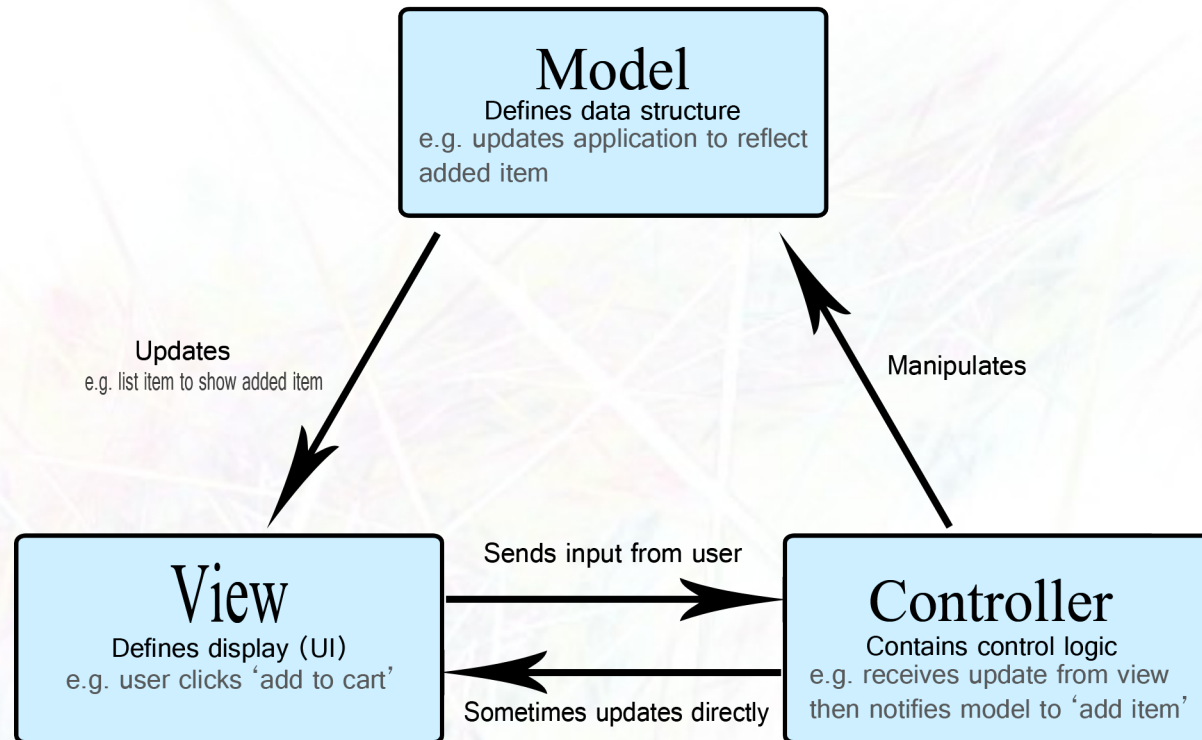 Model
Defines data structure
e.g. updates application to reflect
added item
Updates
e.g. list item to show added item
Manipulates
Sends input from user
View
Defines display (UI)
e.g. user clicks ‘add to cart’
Sometimes updates directly
Controller
Contains control logic
e.g. receives update from view
then notifies model to ‘add item’